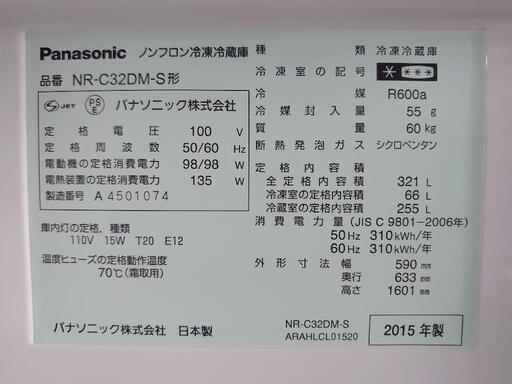 Panasonic ノンフロン冷凍冷蔵庫
品番 NR-C32DM-S形
JET PSE パナソニック株式会社
定格電圧 100 V
定格周波数 50/60 Hz
電動機の定格消費電力 98/98 W
電熱装置の定格消費電力 135 W
製造番号 A 4501074
庫内灯の定格，種類
110V 15W T20 E12
温度ヒューズの定格動作温度
70℃(霜取用)
パナソニック株式会社 日本製
種類 冷凍冷蔵庫
冷凍室の記号 * ***
冷媒 R600a
冷媒封入量 55 g
質量 60 kg
断熱発泡ガス シクロペンタン
定格内容積
全定格内容積 321 L
冷凍室の内容積 66 L
冷蔵室の内容積 255 L
消費電力量(JIS C 9801-2006年)
50 Hz 310 kWh/年
60 Hz 310 kWh/年
外形寸法 幅 590 mm
奥行 633 mm
高さ 1601 mm
NR-C32DM-S
ARAHLCL01520
2015 年製